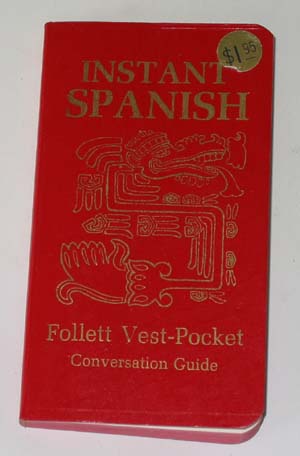 $1.95
INSTANT
SPANISH
Follett Vest-Pocket
Conversation Guide